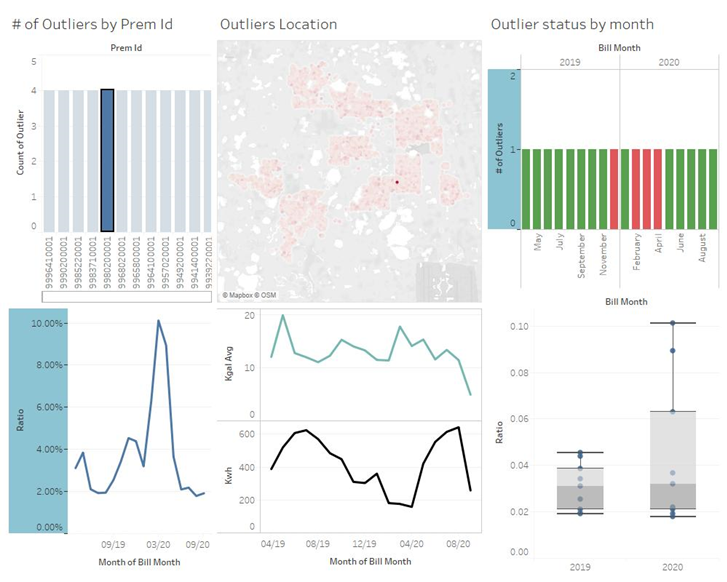 # of Outliers by Prem Id
Outliers Location
Outlier status by month
Prem Id
5
4
3
2
1
0
Count of Outlier
9996410001
9990200001
9985220001
9983710001
9980200001
9968020001
9965800001
9964100001
9957020001
9949200001
9941400001
9939220001
© Mapbox © OSM
Bill Month
2019
2020
2
1
0
# of Outliers
May
July
September
November
February
April
June
August
10.00%
8.00%
6.00%
4.00%
2.00%
0.00%
Ratio
09/19
03/20
09/20
Month of Bill Month
20
10
0
Kgal Avg
600
400
200
0
Kwh
04/19
08/19
12/19
04/20
08/20
Month of Bill Month
Bill Month
0.10
0.08
0.06
0.04
0.02
0.00
Ratio
2019
2020